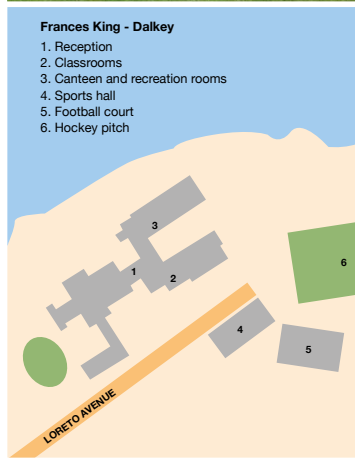 Frances King - Dalkey
1. Reception
2. Classrooms
3. Canteen and recreation rooms
4. Sports hall
5. Football court
6. Hockey pitch
3
1
2
6
4
5
LORETO AVENUE